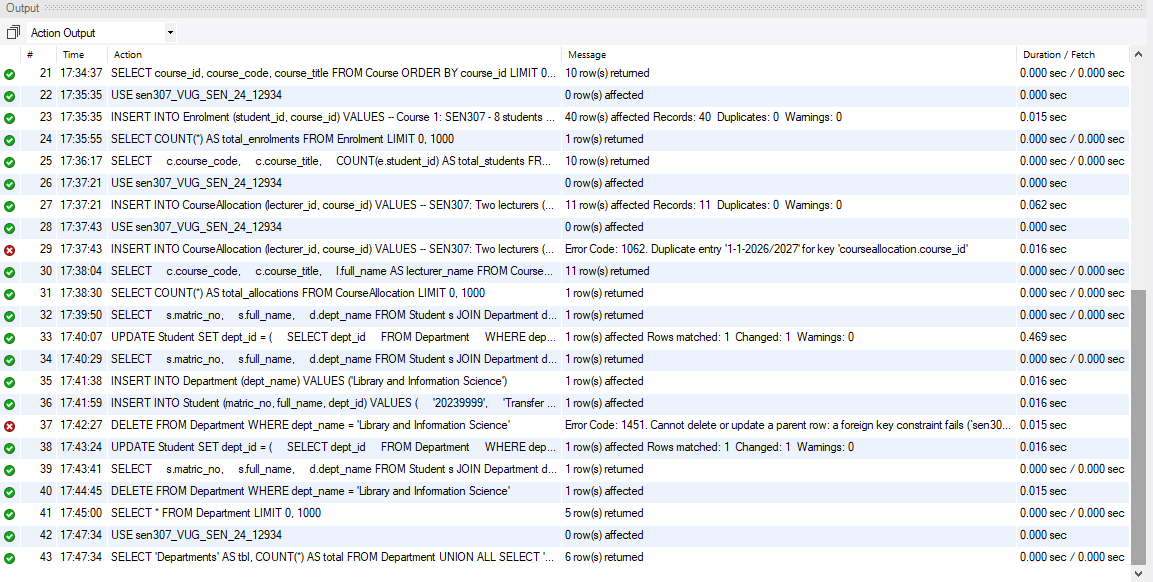 Output
Action Output
# Time Action Message Duration / Fetch
21 17:34:37 SELECT course_id, course_code, course_title FROM Course ORDER BY course_id LIMIT 0... 10 row(s) returned 0.000 sec / 0.000 sec
22 17:35:35 USE sen307_VUG_SEN_24_12934 0 row(s) affected 0.000 sec
23 17:35:35 INSERT INTO Enrolment (student_id, course_id) VALUES -- Course 1: SEN307 - 8 students ... 40 row(s) affected Records: 40 Duplicates: 0 Warnings: 0 0.015 sec
24 17:35:55 SELECT COUNT(*) AS total_enrolments FROM Enrolment LIMIT 0, 1000 1 row(s) returned 0.000 sec / 0.000 sec
25 17:36:17 SELECT c.course_code, c.course_title, COUNT(e.student_id) AS total_students FR... 10 row(s) returned 0.000 sec / 0.000 sec
26 17:37:21 USE sen307_VUG_SEN_24_12934 0 row(s) affected 0.000 sec
27 17:37:21 INSERT INTO CourseAllocation (lecturer_id, course_id) VALUES -- SEN307: Two lecturers (... 11 row(s) affected Records: 11 Duplicates: 0 Warnings: 0 0.062 sec
28 17:37:43 USE sen307_VUG_SEN_24_12934 0 row(s) affected 0.000 sec
29 17:37:43 INSERT INTO CourseAllocation (lecturer_id, course_id) VALUES -- SEN307: Two lecturers (... Error Code: 1062. Duplicate entry '1-1-2026/2027' for key 'courseallocation.course_id' 0.016 sec
30 17:38:04 SELECT c.course_code, c.course_title, l.full_name AS lecturer_name FROM Course... 11 row(s) returned 0.000 sec / 0.000 sec
31 17:38:30 SELECT COUNT(*) AS total_allocations FROM CourseAllocation LIMIT 0, 1000 1 row(s) returned 0.000 sec / 0.000 sec
32 17:39:50 SELECT s.matric_no, s.full_name, d.dept_name FROM Student s JOIN Department d... 1 row(s) returned 0.000 sec / 0.000 sec
33 17:40:07 UPDATE Student SET dept_id = ( SELECT dept_id FROM Department WHERE dep... 1 row(s) affected Rows matched: 1 Changed: 1 Warnings: 0 0.469 sec
34 17:40:29 SELECT s.matric_no, s.full_name, d.dept_name FROM Student s JOIN Department d... 1 row(s) returned 0.000 sec / 0.000 sec
35 17:41:38 INSERT INTO Department (dept_name) VALUES ('Library and Information Science') 1 row(s) affected 0.016 sec
36 17:41:59 INSERT INTO Student (matric_no, full_name, dept_id) VALUES ( '20239999', 'Transfer ... 1 row(s) affected 0.016 sec
37 17:42:27 DELETE FROM Department WHERE dept_name = 'Library and Information Science' Error Code: 1451. Cannot delete or update a parent row: a foreign key constraint fails (`sen30... 0.015 sec
38 17:43:24 UPDATE Student SET dept_id = ( SELECT dept_id FROM Department WHERE dep... 1 row(s) affected Rows matched: 1 Changed: 1 Warnings: 0 0.016 sec
39 17:43:41 SELECT s.matric_no, s.full_name, d.dept_name FROM Student s JOIN Department d... 1 row(s) returned 0.000 sec / 0.000 sec
40 17:44:45 DELETE FROM Department WHERE dept_name = 'Library and Information Science' 1 row(s) affected 0.015 sec
41 17:45:00 SELECT * FROM Department LIMIT 0, 1000 5 row(s) returned 0.000 sec / 0.000 sec
42 17:47:34 USE sen307_VUG_SEN_24_12934 0 row(s) affected 0.000 sec
43 17:47:34 SELECT 'Departments' AS tbl, COUNT(*) AS total FROM Department UNION ALL SELECT '... 6 row(s) returned 0.000 sec / 0.000 sec